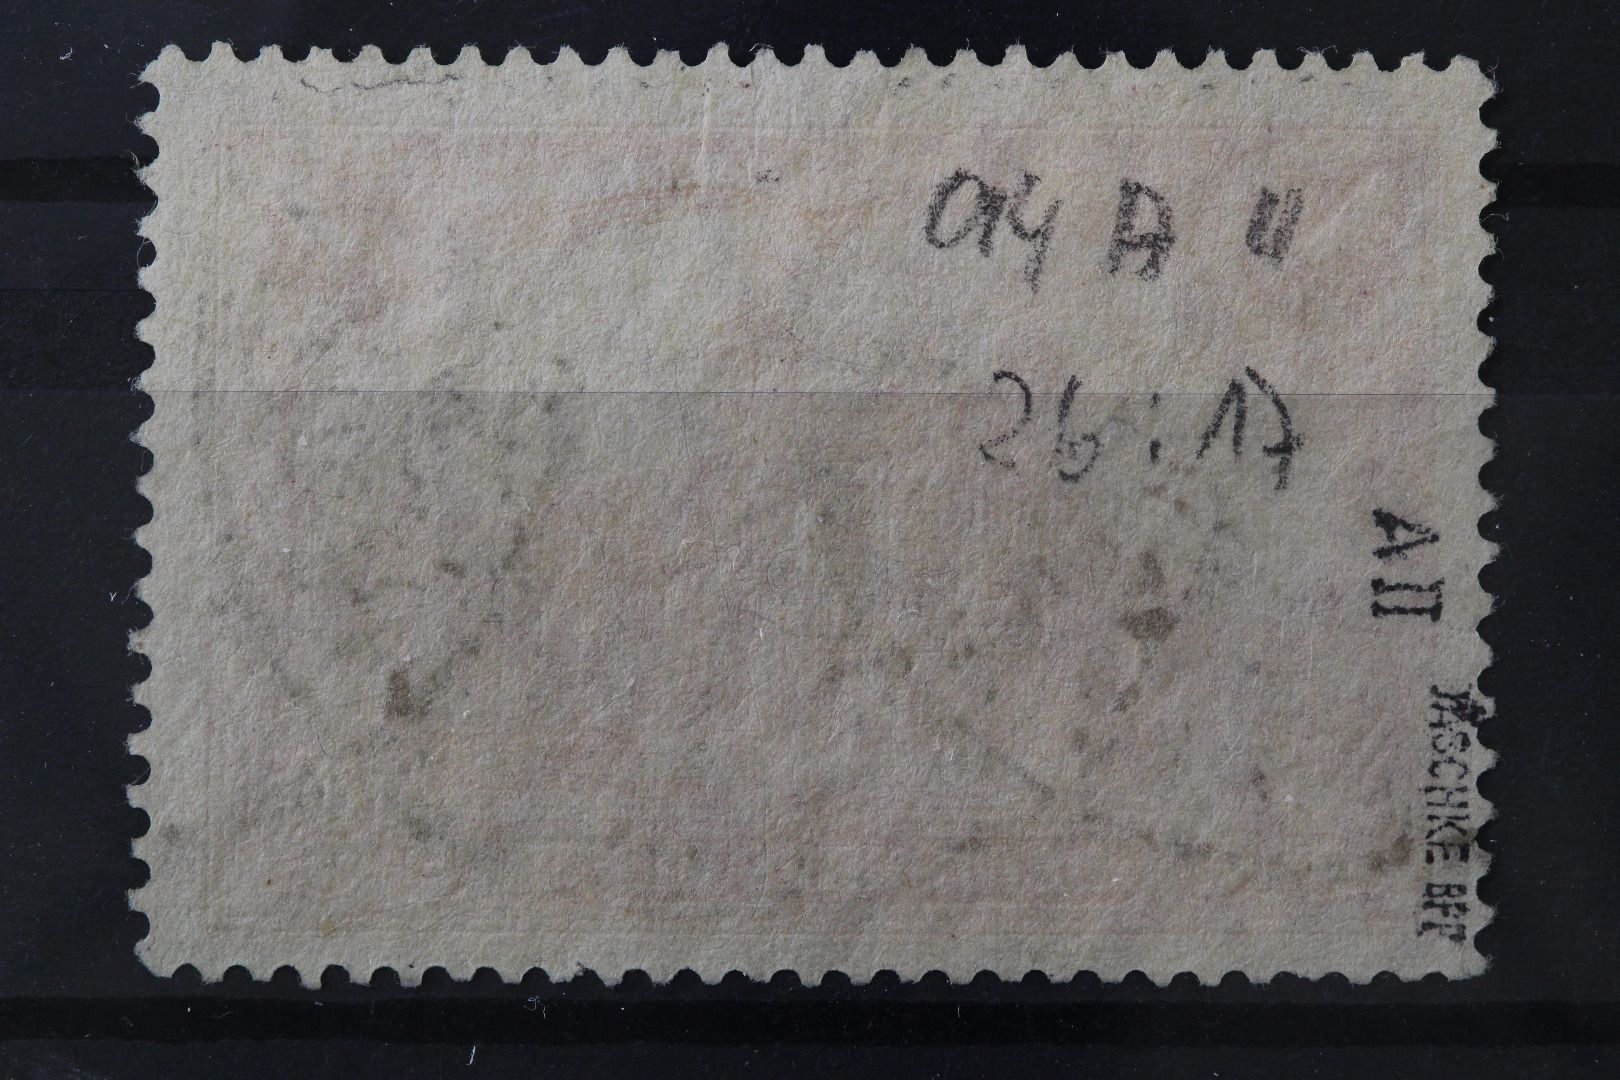 94 A II
26:17
A II
JÄSCHKE BPP